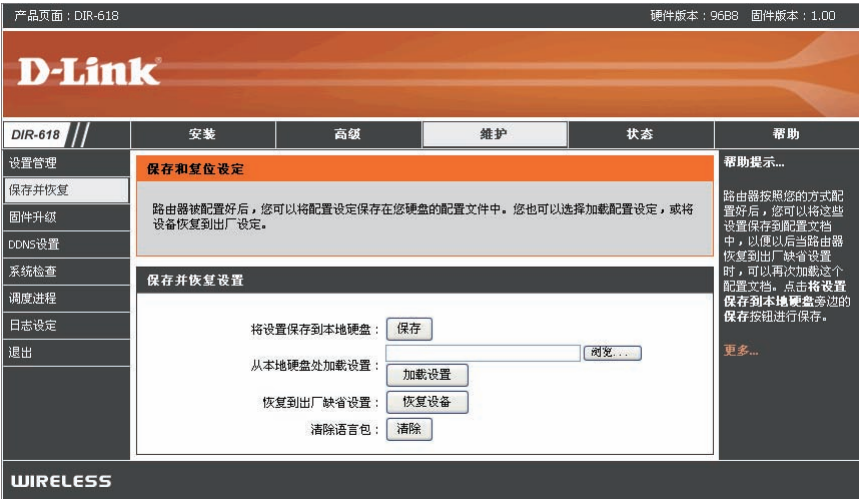 产品页面：DIR-618
硬件版本：96B8 固件版本：1.00
D-Link
DIR-618
安装
高级
维护
状态
帮助
设置管理
保存并恢复
固件升级
DDNS设置
系统检查
调度进程
日志设定
退出
保存和复位设定
路由器被配置好后，您可以将配置设定保存在您硬盘的配置文件中。您也可以选择加载配置设定，或将
设备恢复到出厂设定。
保存并恢复设置
将设置保存到本地硬盘： 保存
从本地硬盘处加载设置： 浏览...
加载设置
恢复到出厂缺省设置： 恢复设备
清除语言包： 清除
帮助提示...
路由器按照您的方式配
置好后，您可以将这些
设置保存到配置文档
中，以便以后当路由器
恢复到出厂缺省设置
时，可以再次加载这个
配置文档。点击将设置
保存到本地硬盘旁边的
保存按钮进行保存。
更多...
WIRELESS